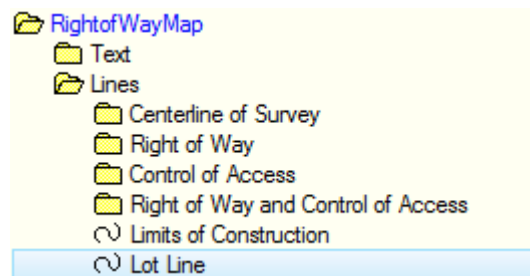 RightofWayMap
Text
Lines
Centerline of Survey
Right of Way
Control of Access
Right of Way and Control of Access
Limits of Construction
Lot Line